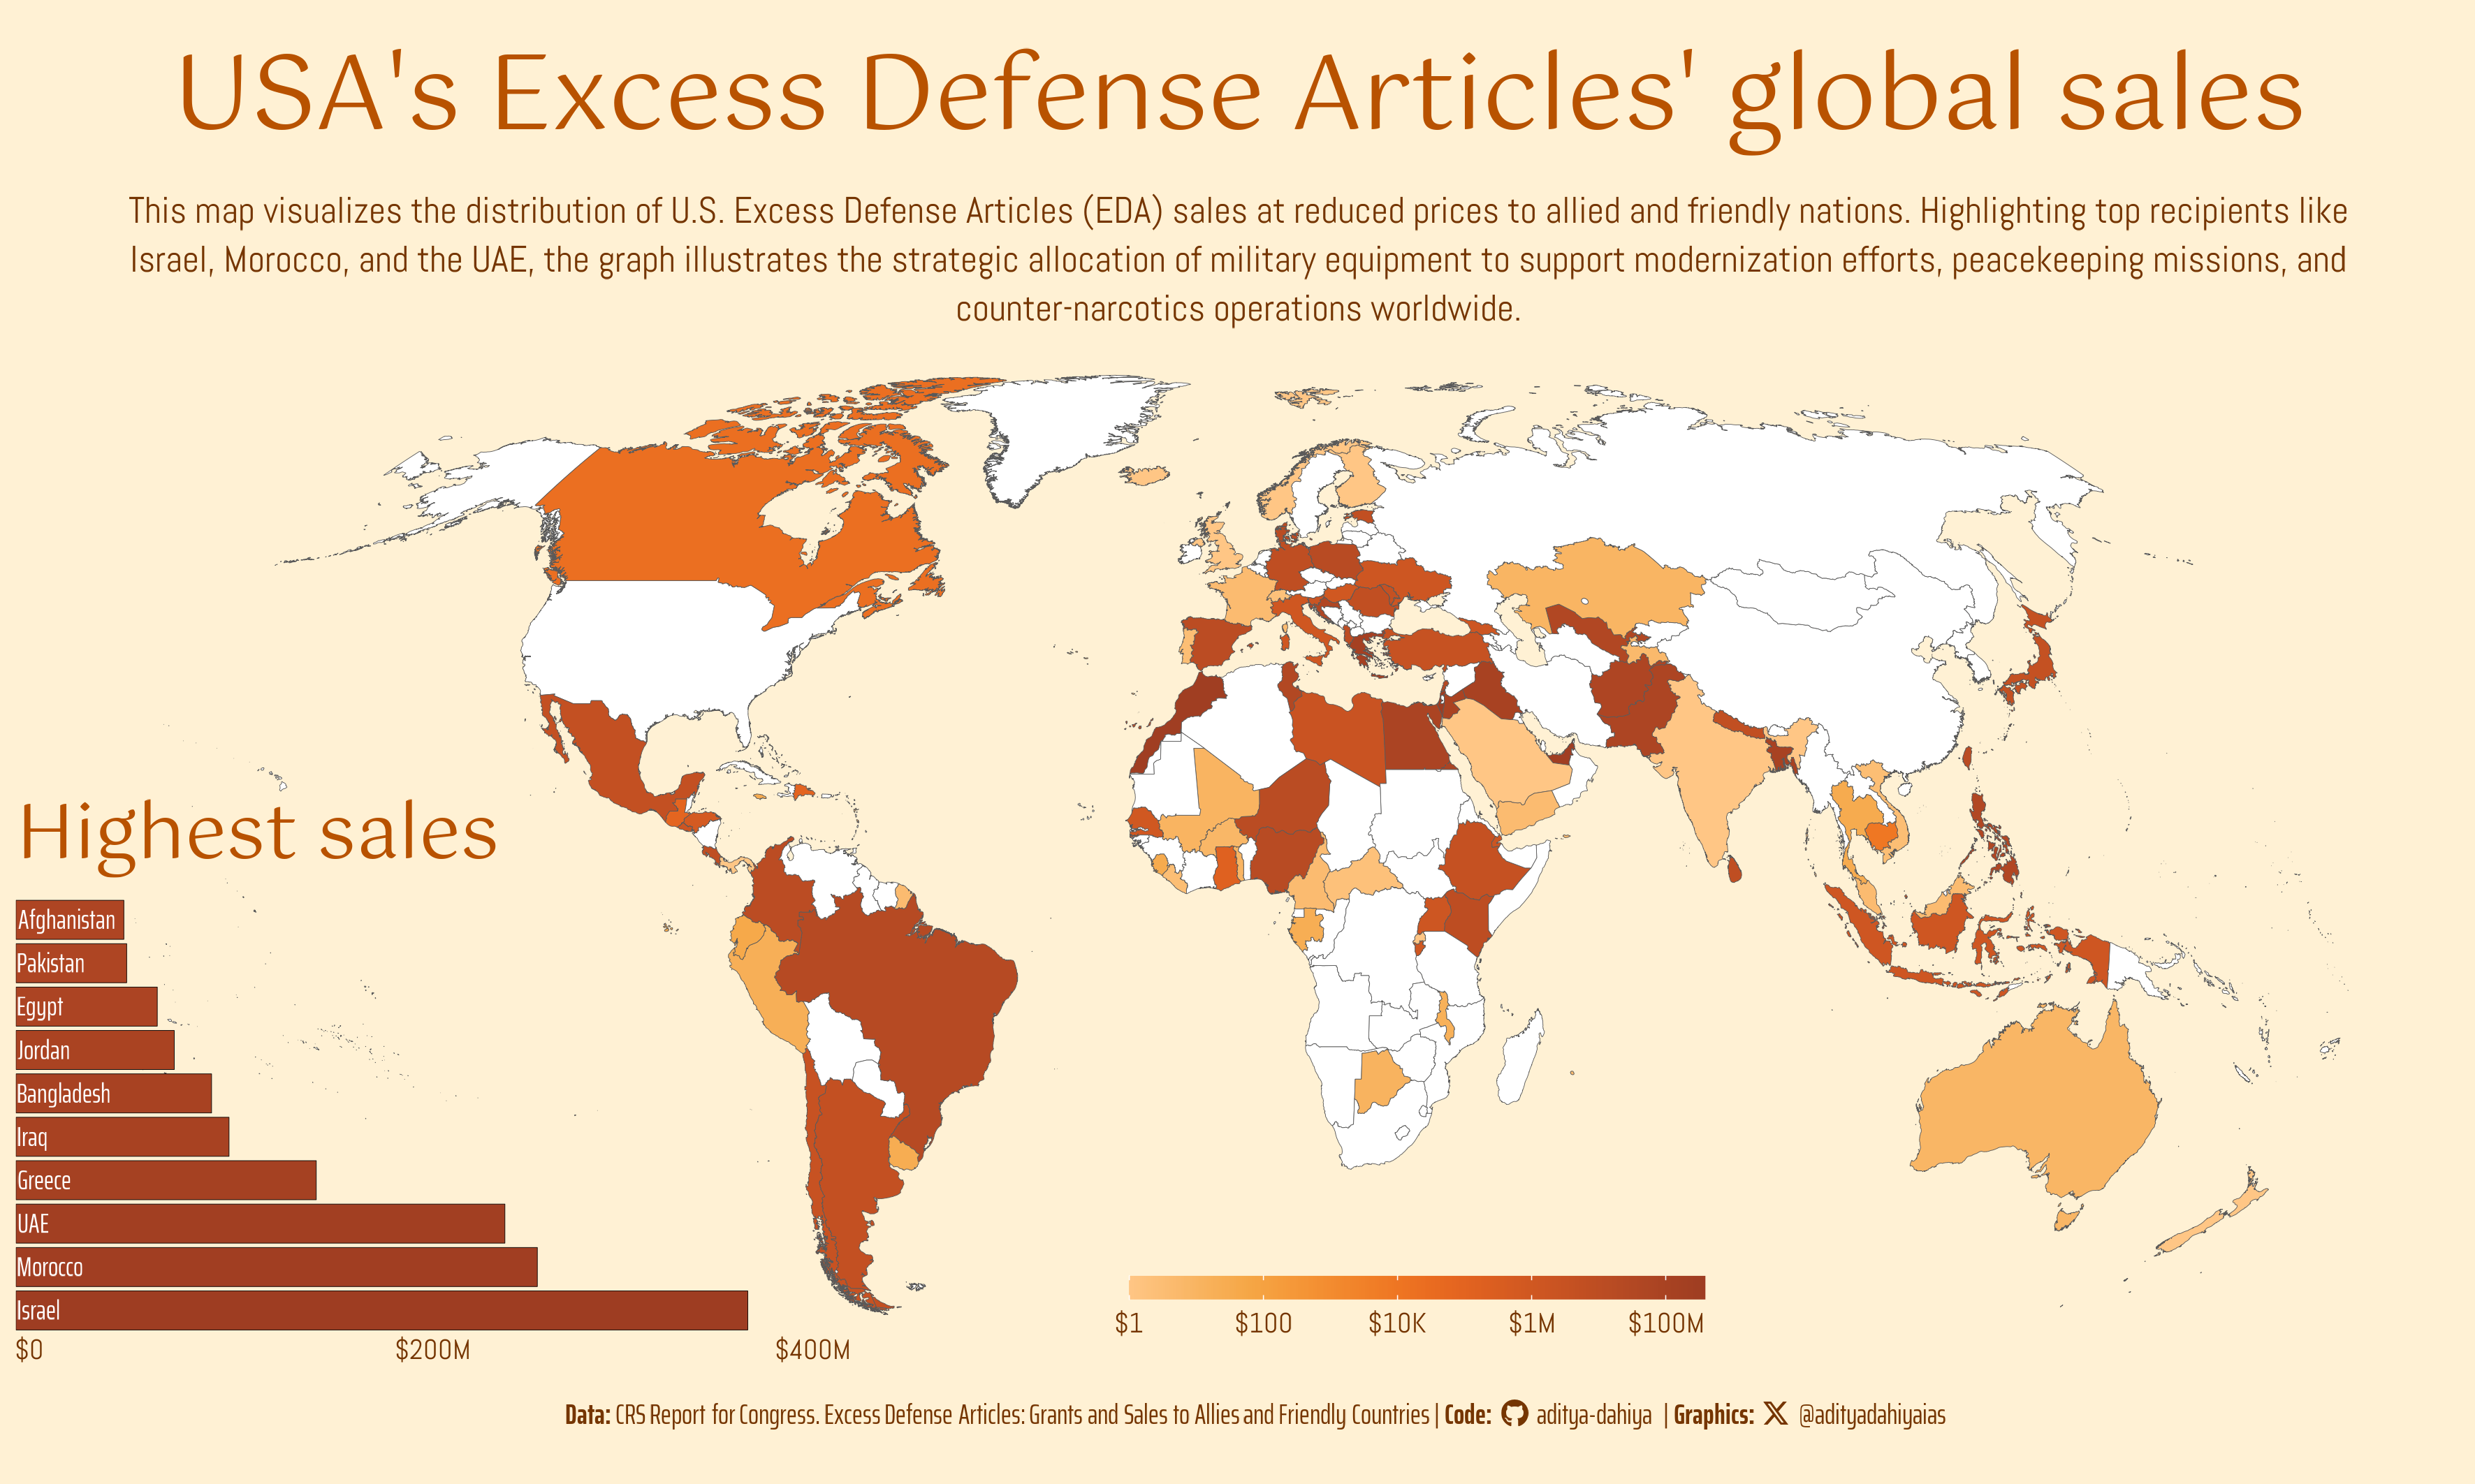 USA's Excess Defense Articles' global sales
This map visualizes the distribution of U.S. Excess Defense Articles (EDA) sales at reduced prices to allied and friendly nations. Highlighting top recipients like
Israel, Morocco, and the UAE, the graph illustrates the strategic allocation of military equipment to support modernization efforts, peacekeeping missions, and
counter-narcotics operations worldwide.
Highest sales
Afghanistan
Pakistan
Egypt
Jordan
Bangladesh
Iraq
Greece
UAE
Morocco
Israel
$0 $200M $400M
$1 $100 $10K $1M $100M
Data: CRS Report for Congress. Excess Defense Articles: Grants and Sales to Allies and Friendly Countries | Code: aditya-dahiya | Graphics: @adityadahiyaias